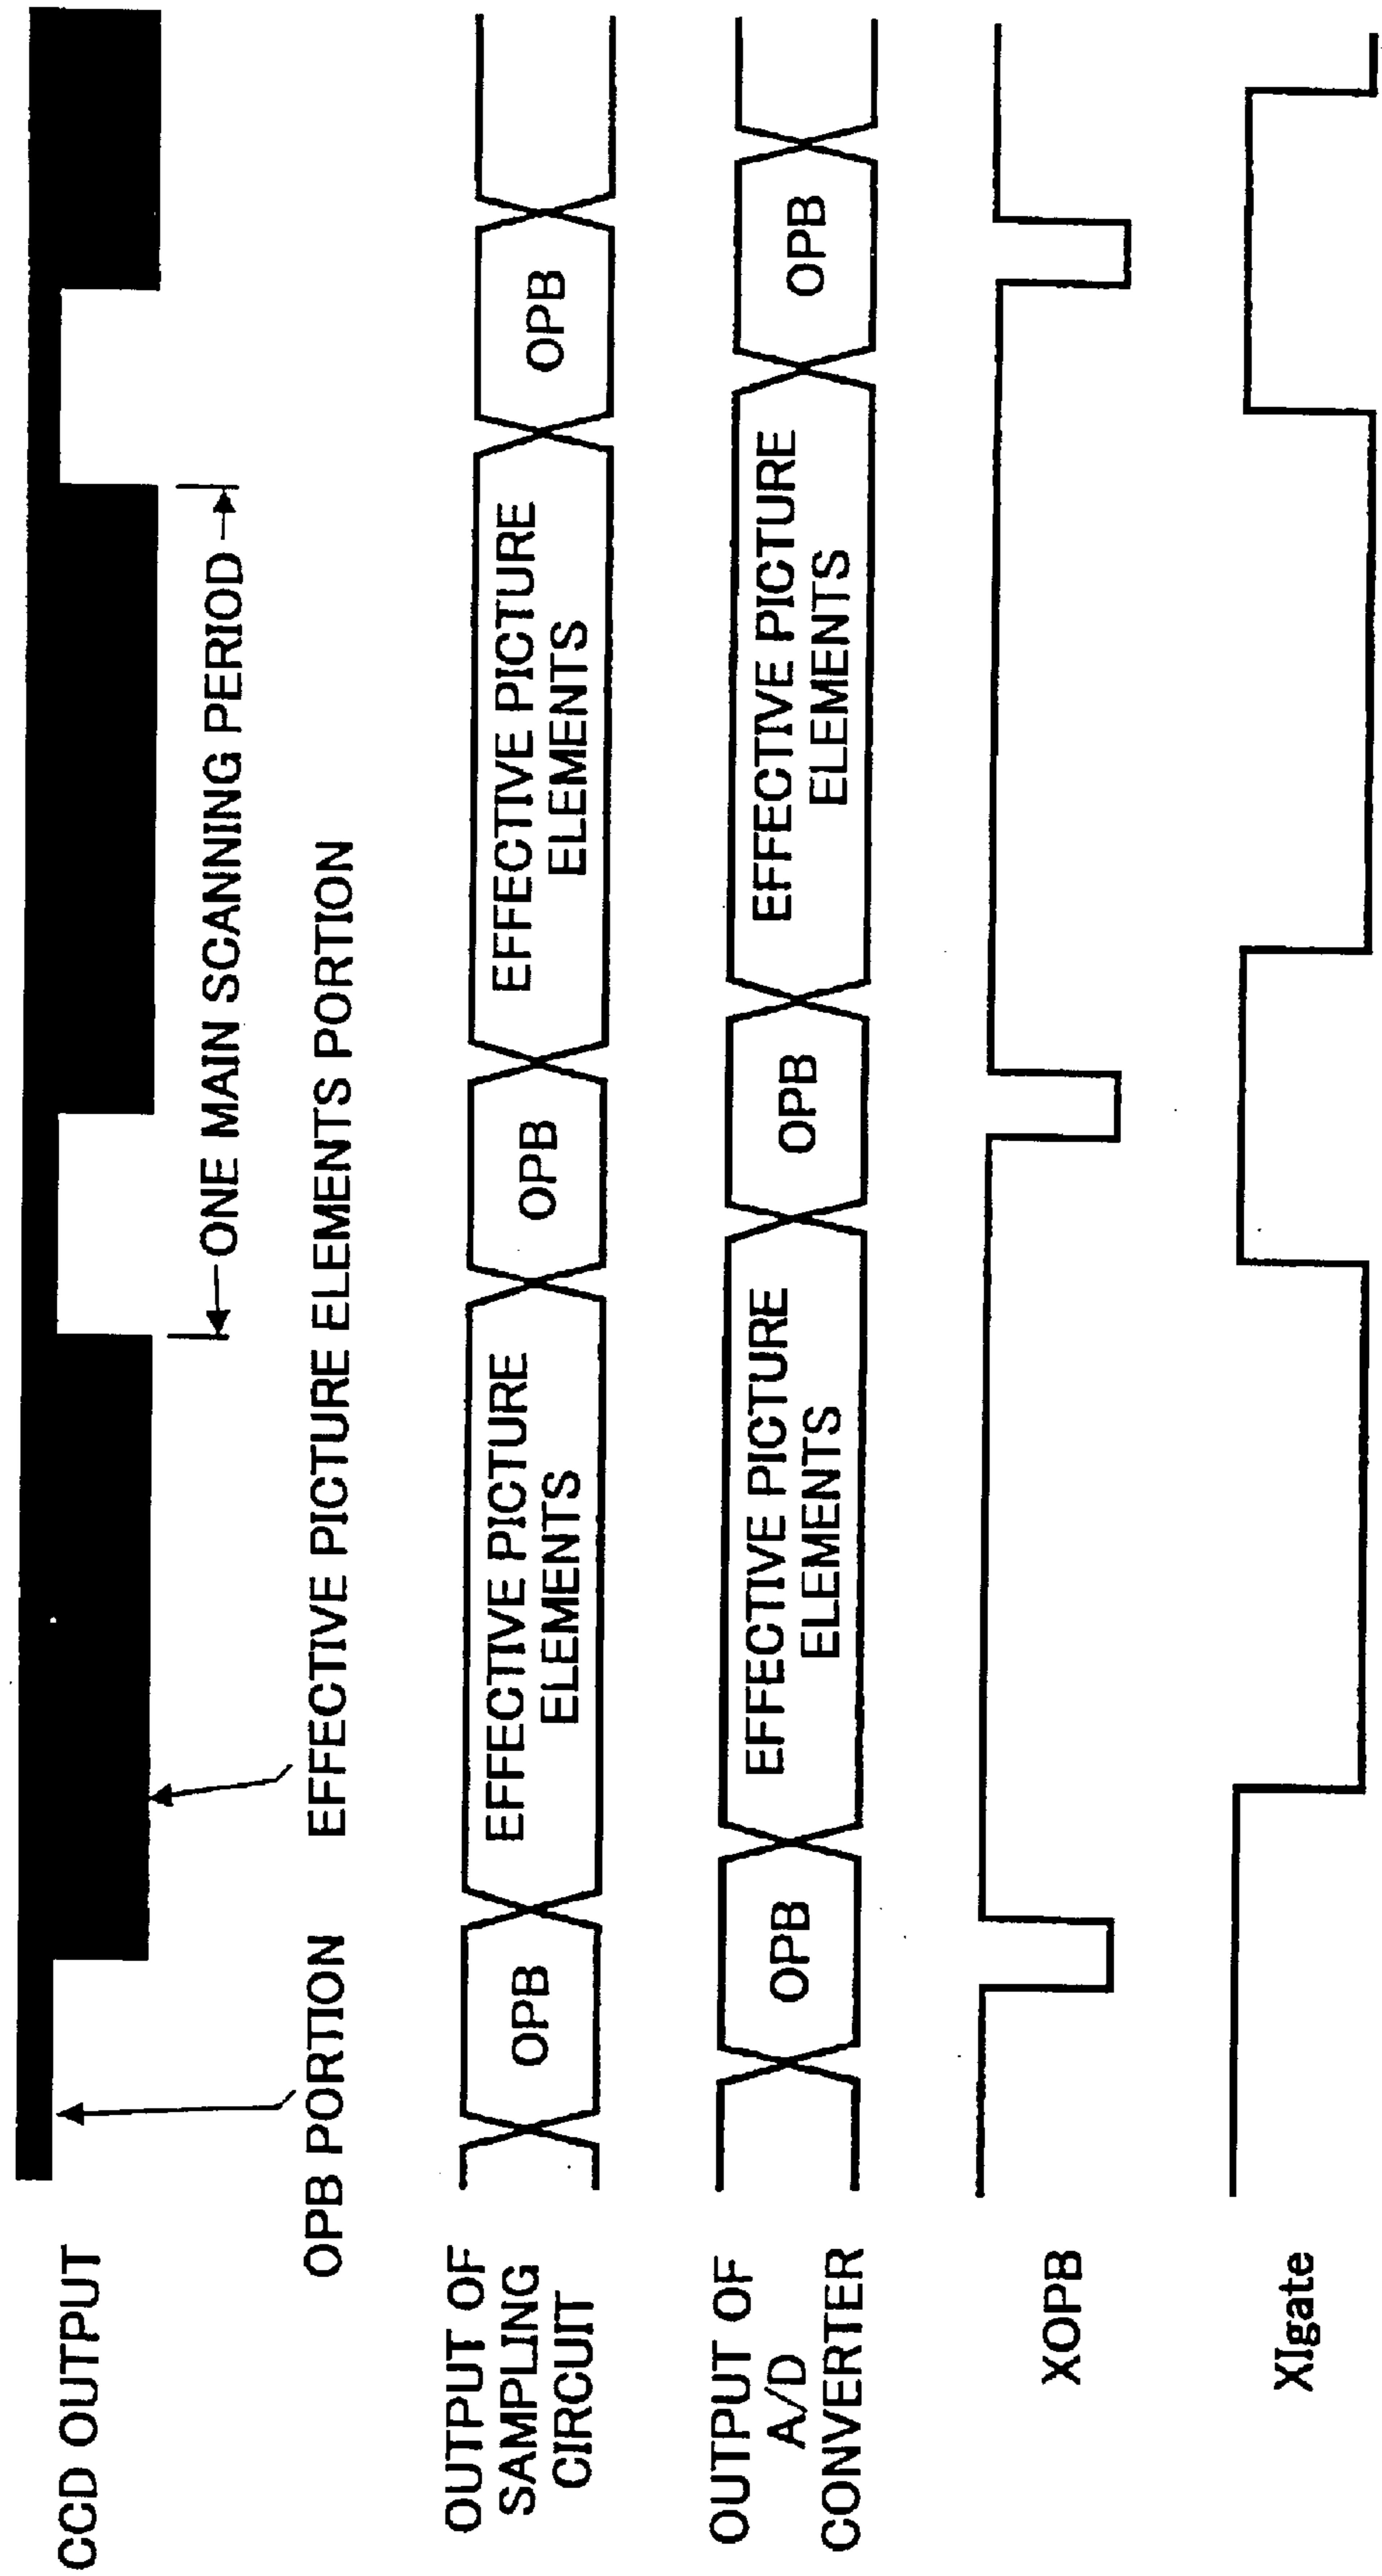 CCD OUTPUT
ONE MAIN SCANNING PERIOD
OPB PORTION
EFFECTIVE PICTURE ELEMENTS PORTION
OUTPUT OF
SAMPLING
CIRCUIT
OPB
EFFECTIVE PICTURE
ELEMENTS
OPB
EFFECTIVE PICTURE
ELEMENTS
OPB
OUTPUT OF
A/D
CONVERTER
OPB
EFFECTIVE PICTURE
ELEMENTS
OPB
EFFECTIVE PICTURE
ELEMENTS
OPB
XOPB
XIgate